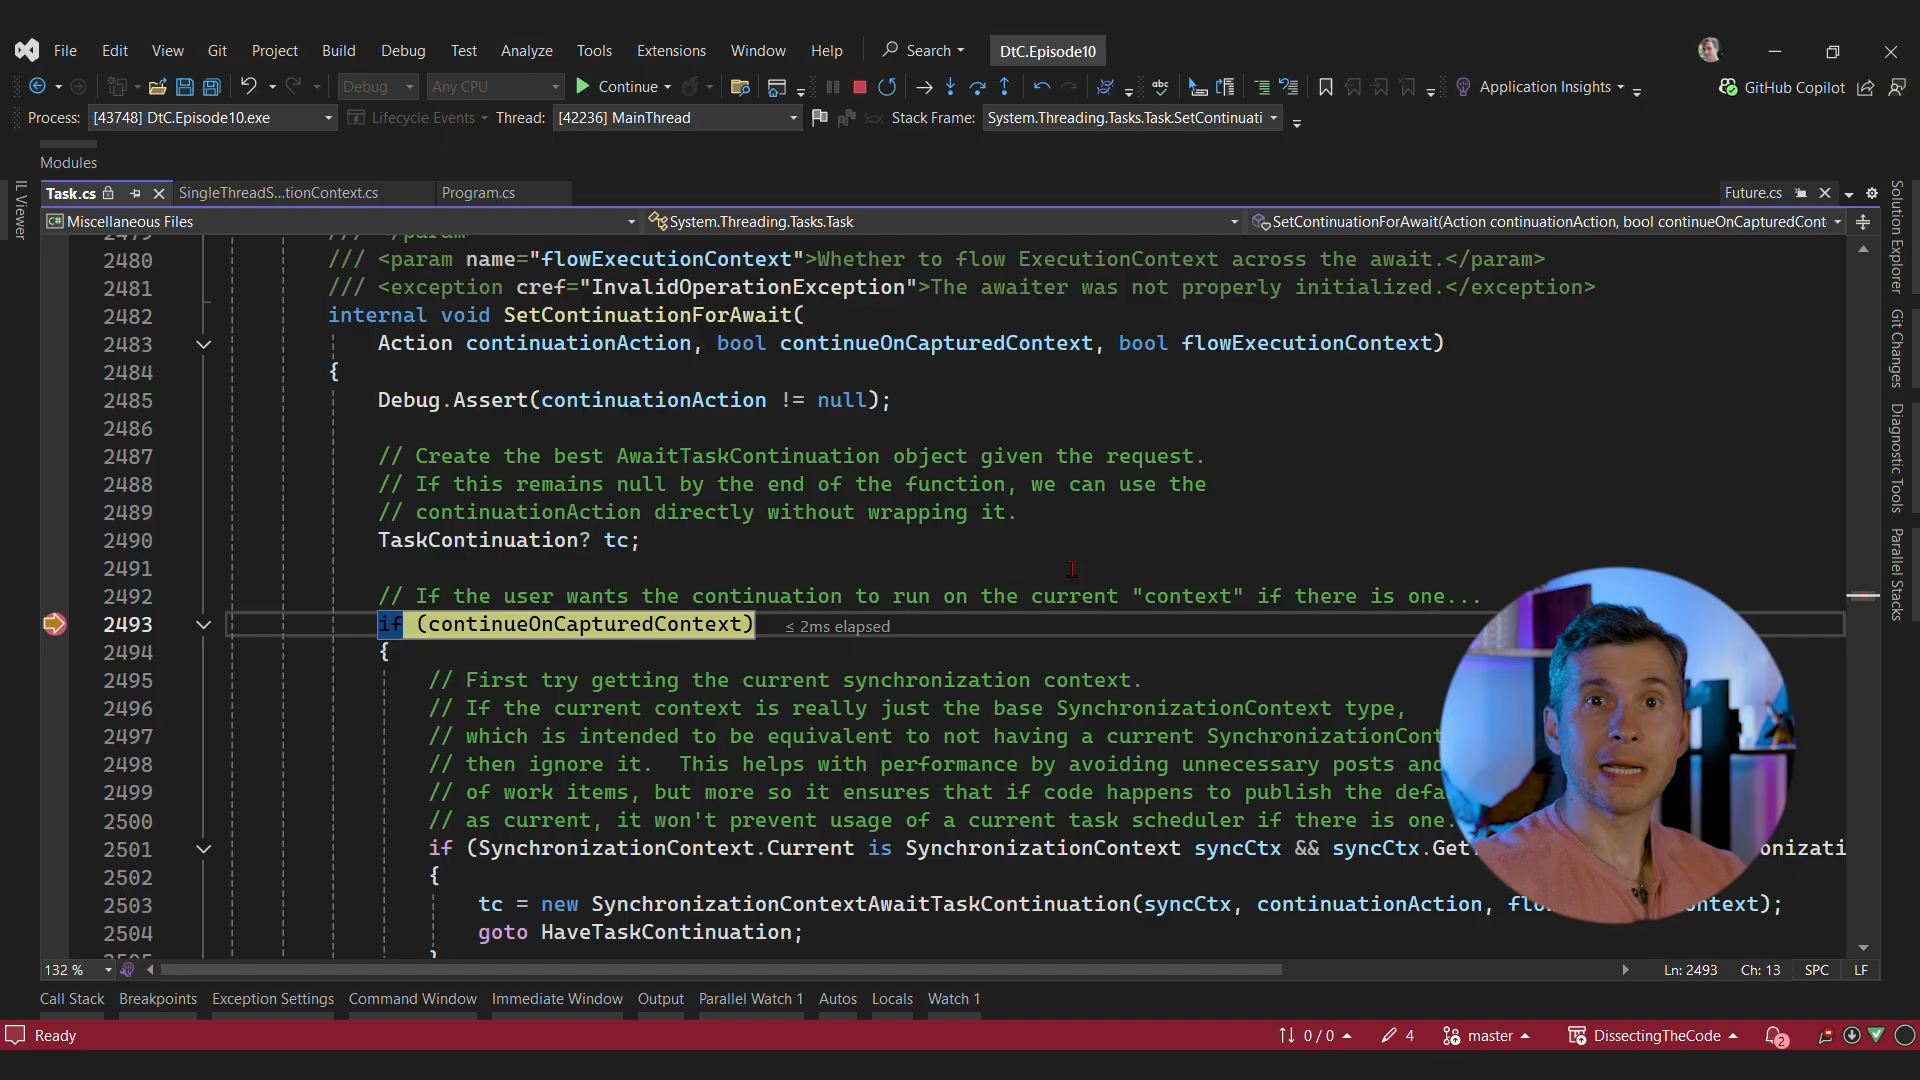 File Edit View Git Project Build Debug Test Analyze Tools Extensions Window Help Search DtC.Episode10
Debug Any CPU Continue Application Insights GitHub Copilot
Process: [43748] DtC.Episode10.exe Lifecycle Events Thread: [42236] MainThread Stack Frame: System.Threading.Tasks.Task.SetContinuati
Modules
IL Viewer
Task.cs SingleThreadS...tionContext.cs Program.cs Future.cs
Miscellaneous Files System.Threading.Tasks.Task SetContinuationForAwait(Action continuationAction, bool continueOnCapturedCont
2479 /// </param>
2480 /// <param name="flowExecutionContext">Whether to flow ExecutionContext across the await.</param>
2481 /// <exception cref="InvalidOperationException">The awaiter was not properly initialized.</exception>
2482 internal void SetContinuationForAwait(
2483 Action continuationAction, bool continueOnCapturedContext, bool flowExecutionContext)
2484 {
2485 Debug.Assert(continuationAction != null);
2486
2487 // Create the best AwaitTaskContinuation object given the request.
2488 // If this remains null by the end of the function, we can use the
2489 // continuationAction directly without wrapping it.
2490 TaskContinuation? tc;
2491
2492 // If the user wants the continuation to run on the current "context" if there is one...
2493 if (continueOnCapturedContext) ≤ 2ms elapsed
2494 {
2495 // First try getting the current synchronization context.
2496 // If the current context is really just the base SynchronizationContext type,
2497 // which is intended to be equivalent to not having a current SynchronizationCont
2498 // then ignore it.  This helps with performance by avoiding unnecessary posts and
2499 // of work items, but more so it ensures that if code happens to publish the defa
2500 // as current, it won't prevent usage of a current task scheduler if there is one.
2501 if (SynchronizationContext.Current is SynchronizationContext syncCtx && syncCtx.Get onizati
2502 {
2503 tc = new SynchronizationContextAwaitTaskContinuation(syncCtx, continuationAction, flo ntext);
2504 goto HaveTaskContinuation;
}
Solution Explorer
Git Changes
Diagnostic Tools
Parallel Stacks
132 % Ln: 2493 Ch: 13 SPC LF
Call Stack Breakpoints Exception Settings Command Window Immediate Window Output Parallel Watch 1 Autos Locals Watch 1
Ready 0 / 0 4 master DissectingTheCode 2